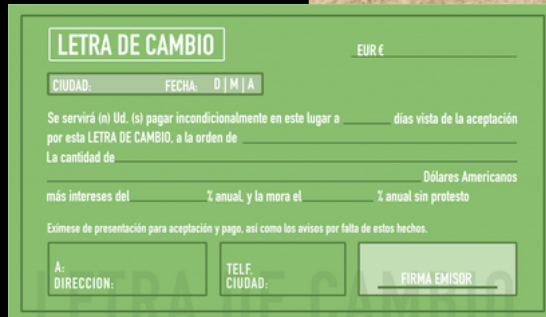 LETRA DE CAMBIO
EUR €
CIUDAD: FECHA: D | M | A
Se servirá (n) Ud. (s) pagar incondicionalmente en este lugar a ________ días vista de la aceptación
por esta LETRA DE CAMBIO, a la orden de
La cantidad de
Dólares Americanos
más intereses del ________ % anual, y la mora el ________ % anual sin protesto
Exímese de presentación para aceptación y pago, así como los avisos por falta de estos hechos.
A:
DIRECCION:
TELF.
CIUDAD:
FIRMA EMISOR
LETRA DE CAMBIO